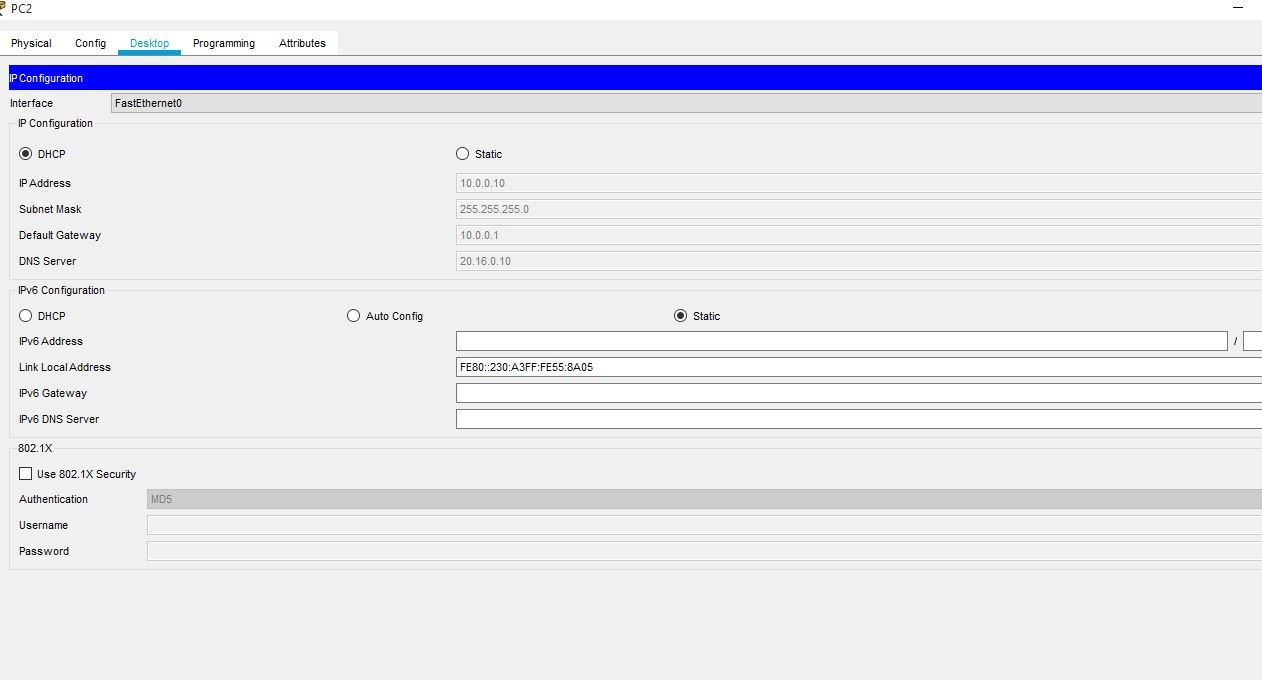 PC2
Physical Config Desktop Programming Attributes
IP Configuration
Interface FastEthernet0
IP Configuration
DHCP Static
IP Address 10.0.0.10
Subnet Mask 255.255.255.0
Default Gateway 10.0.0.1
DNS Server 20.16.0.10
IPv6 Configuration
DHCP Auto Config Static
IPv6 Address /
Link Local Address FE80::230:A3FF:FE55:8A05
IPv6 Gateway
IPv6 DNS Server
802.1X
Use 802.1X Security
Authentication MD5
Username
Password